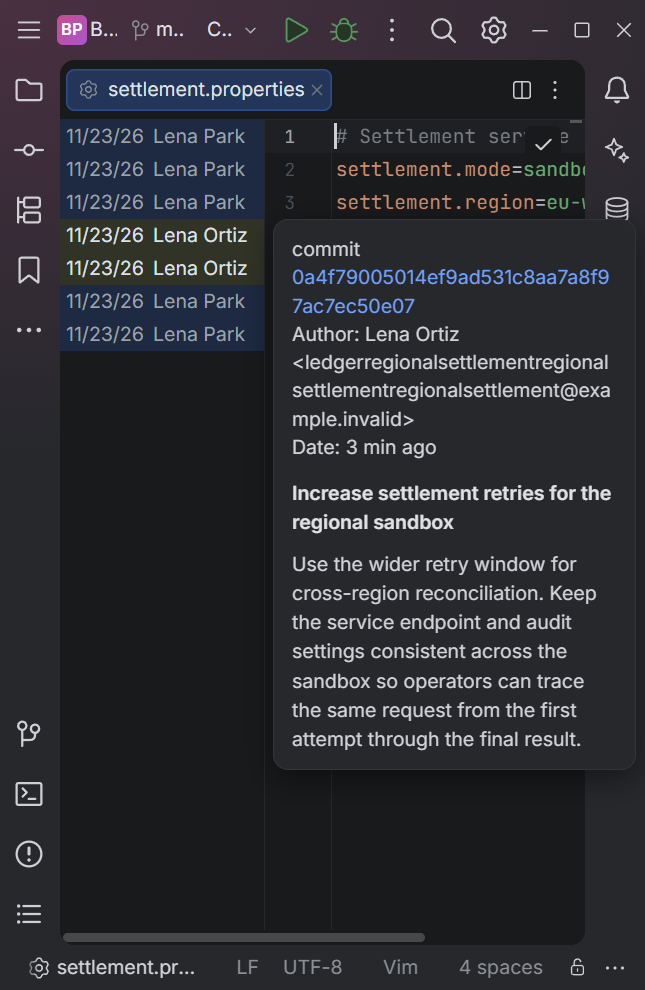 BP B... m.. C..
settlement.properties
11/23/26 Lena Park 1 # Settlement ser e
11/23/26 Lena Park 2 settlement.mode=sandb
11/23/26 Lena Park 3 settlement.region=eu-
11/23/26 Lena Ortiz
11/23/26 Lena Ortiz
11/23/26 Lena Park
11/23/26 Lena Park
commit
0a4f79005014ef9ad531c8aa7a8f9
7ac7ec50e07
Author: Lena Ortiz
<ledgerregionalsettlementregional
settlementregionalsettlement@exa
mple.invalid>
Date: 3 min ago
Increase settlement retries for the
regional sandbox
Use the wider retry window for
cross-region reconciliation. Keep
the service endpoint and audit
settings consistent across the
sandbox so operators can trace
the same request from the first
attempt through the final result.
settlement.pr... LF UTF-8 Vim 4 spaces